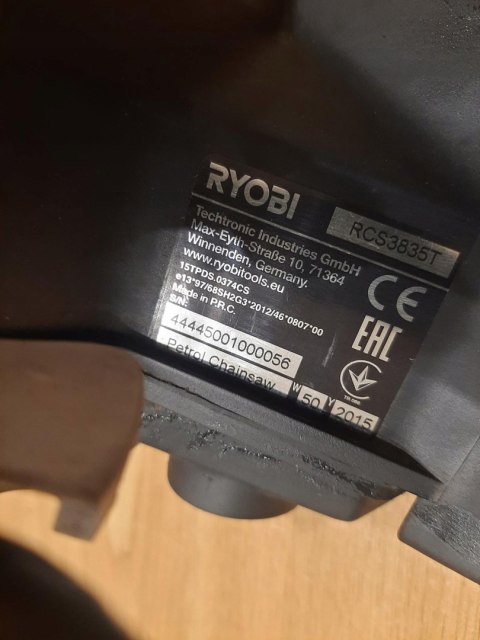 RYOBI
RCS3835T
Techtronic Industries GmbH
Max-Eyth-Straße 10, 71364
Winnenden, Germany.
www.ryobitools.eu
15TPDS.0374CS
e13*97/68SH2G3*2012/46*0807*00
Made in P.R.C.
S/N:
44445001000056
Petrol Chainsaw
W Y
50 2015
CE
EAC